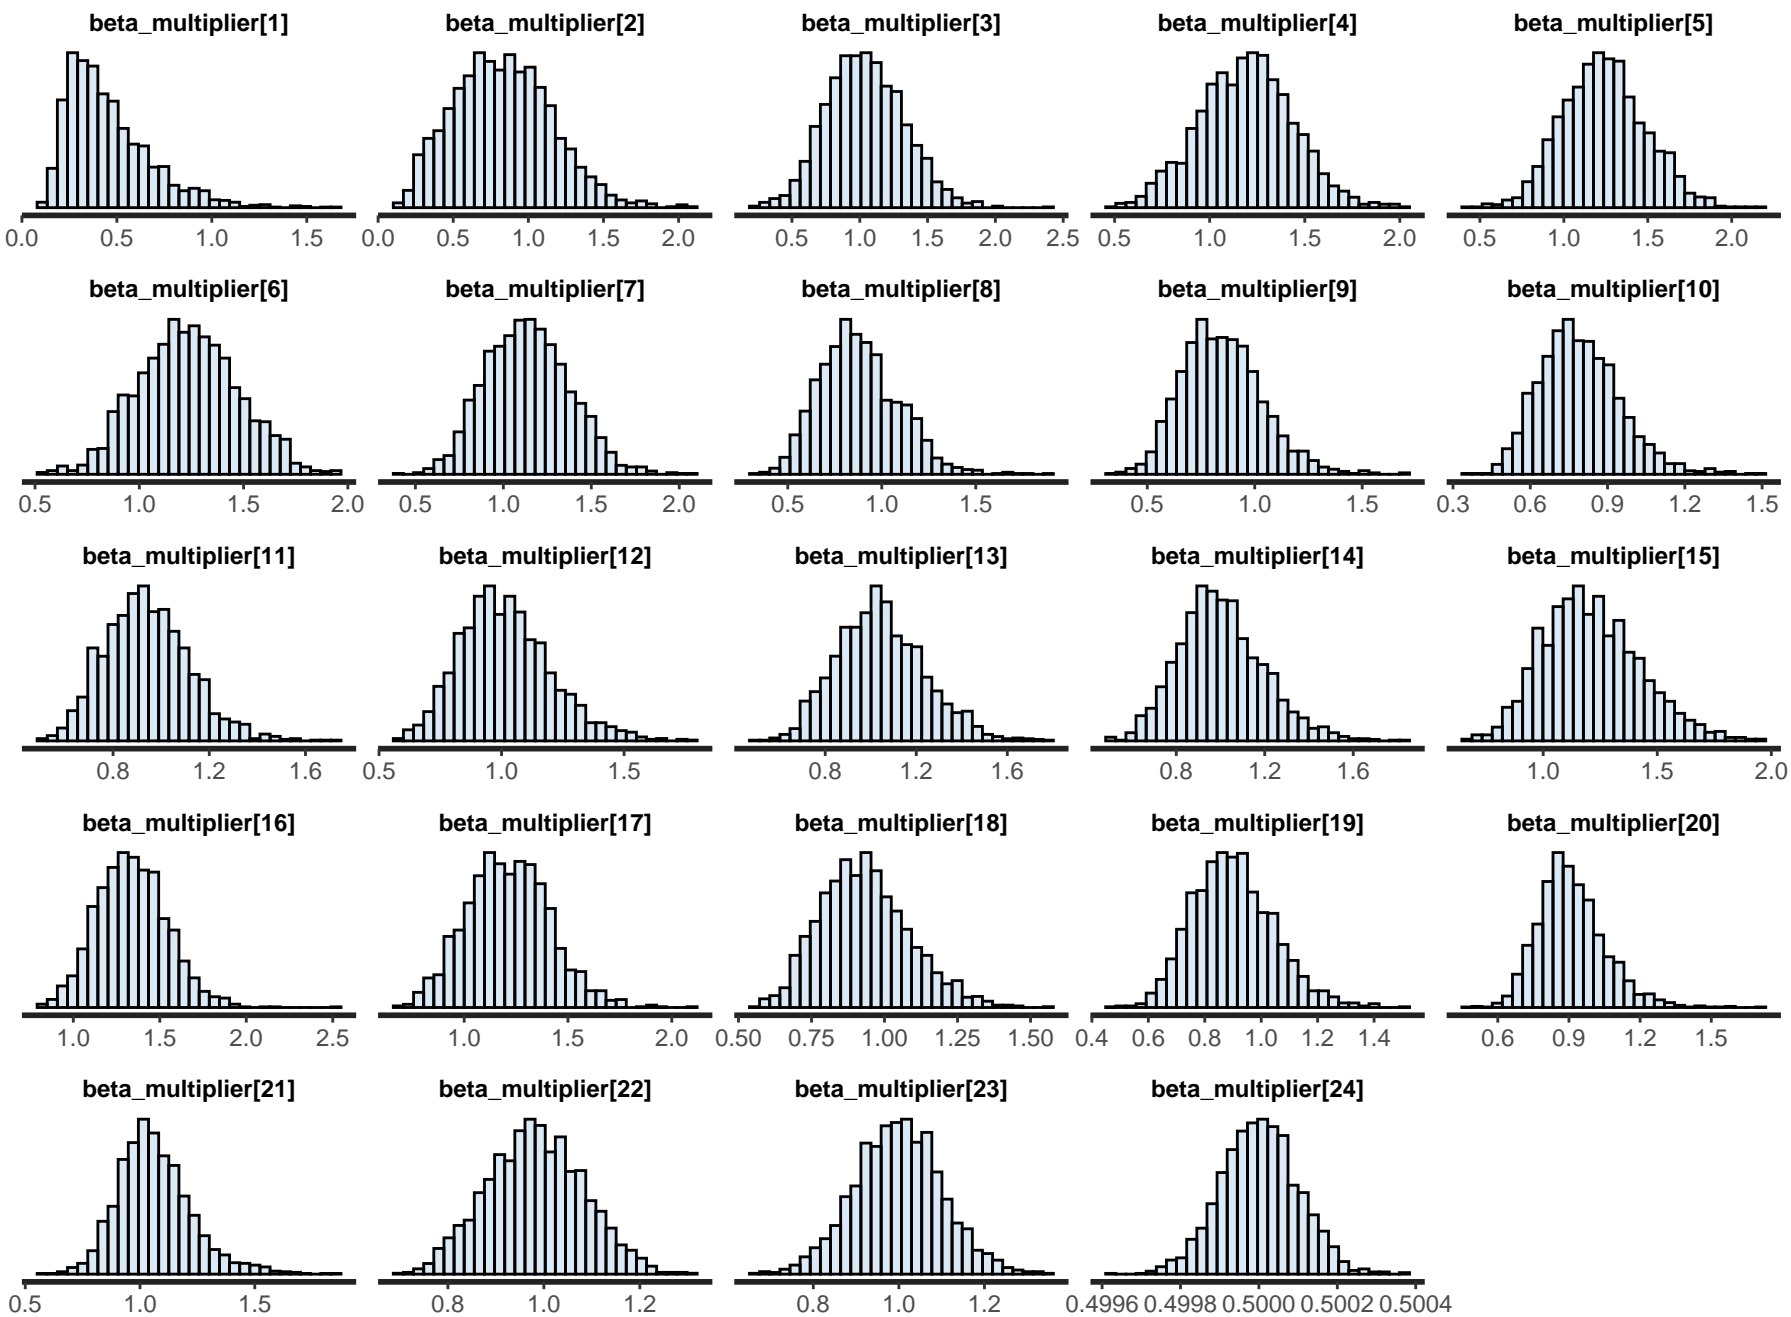 beta_multiplier[1] beta_multiplier[2] beta_multiplier[3] beta_multiplier[4] beta_multiplier[5]
0.0 0.5 1.0 1.5 0.0 0.5 1.0 1.5 2.0 0.5 1.0 1.5 2.0 2.5 0.5 1.0 1.5 2.0 0.5 1.0 1.5 2.0
beta_multiplier[6] beta_multiplier[7] beta_multiplier[8] beta_multiplier[9] beta_multiplier[10]
0.5 1.0 1.5 2.0 0.5 1.0 1.5 2.0 0.5 1.0 1.5 0.5 1.0 1.5 0.3 0.6 0.9 1.2 1.5
beta_multiplier[11] beta_multiplier[12] beta_multiplier[13] beta_multiplier[14] beta_multiplier[15]
0.8 1.2 1.6 0.5 1.0 1.5 0.8 1.2 1.6 0.8 1.2 1.6 1.0 1.5 2.0
beta_multiplier[16] beta_multiplier[17] beta_multiplier[18] beta_multiplier[19] beta_multiplier[20]
1.0 1.5 2.0 2.5 1.0 1.5 2.0 0.50 0.75 1.00 1.25 1.50 0.4 0.6 0.8 1.0 1.2 1.4 0.6 0.9 1.2 1.5
beta_multiplier[21] beta_multiplier[22] beta_multiplier[23] beta_multiplier[24]
0.5 1.0 1.5 0.8 1.0 1.2 0.8 1.0 1.2 0.4996 0.4998 0.5000 0.5002 0.5004